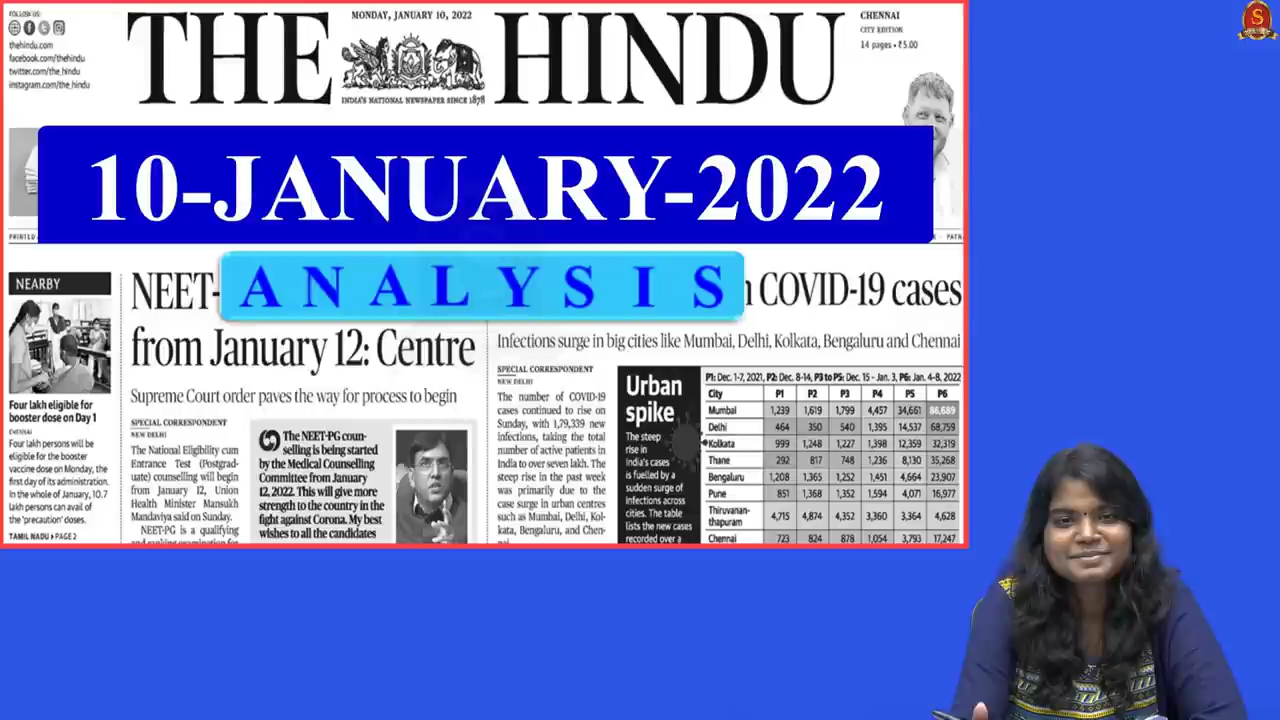 FOLLOW US:
thehindu.com
facebook.com/thehindu
twitter.com/the_hindu
instagram.com/the_hindu
MONDAY, JANUARY 10, 2022
CHENNAI
CITY EDITION
14 pages • ₹5.00
THE HINDU
INDIA'S NATIONAL NEWSPAPER SINCE 1878
10-JANUARY-2022
PRINTED
PATN
ANALYSIS
NEARBY
Four lakh eligible for
booster dose on Day 1
CHENNAI
Four lakh persons will be
eligible for the booster
vaccine dose on Monday, the
first day of its administration.
In the whole of January, 10.7
lakh persons can avail of
the 'precaution' doses.
TAMIL NADU ▸ PAGE 2
NEET-
from January 12: Centre
Supreme Court order paves the way for process to begin
SPECIAL CORRESPONDENT
NEW DELHI
The National Eligibility cum
Entrance Test (Postgrad-
uate) counselling will begin
from January 12, Union
Health Minister Mansukh
Mandaviya said on Sunday.
NEET-PG is a qualifying
and ranking examination for
The NEET-PG coun-
selling is being started
by the Medical Counselling
Committee from January
12, 2022. This will give more
strength to the country in the
fight against Corona. My best
wishes to all the candidates
COVID-19 cases
Infections surge in big cities like Mumbai, Delhi, Kolkata, Bengaluru and Chennai
SPECIAL CORRESPONDENT
NEW DELHI
The number of COVID-19
cases continued to rise on
Sunday, with 1,79,339 new
infections, taking the total
number of active patients in
India to over seven lakh. The
steep rise in the past week
was primarily due to the
case surge in urban centres
such as Mumbai, Delhi, Kol-
kata, Bengaluru, and Chen-
nai.
Urban
spike
The steep
rise in
India's cases
is fuelled by a
sudden surge of
infections across
cities. The table
lists the new cases
recorded over a
P1: Dec. 1-7, 2021, P2: Dec. 8-14, P3 to P5: Dec. 15 - Jan. 3, P6: Jan. 4-8, 2022
City P1 P2 P3 P4 P5 P6
Mumbai 1,239 1,619 1,799 4,457 34,661 86,689
Delhi 464 350 540 1,395 14,537 68,759
Kolkata 999 1,248 1,227 1,398 12,359 32,319
Thane 292 817 748 1,236 8,130 35,268
Bengaluru 1,208 1,365 1,252 1,451 4,664 23,907
Pune 851 1,368 1,352 1,594 4,071 16,977
Thiruvanan-
thapuram 4,715 4,874 4,352 3,360 3,364 4,628
Chennai 723 824 878 1,054 3,793 17,247
S